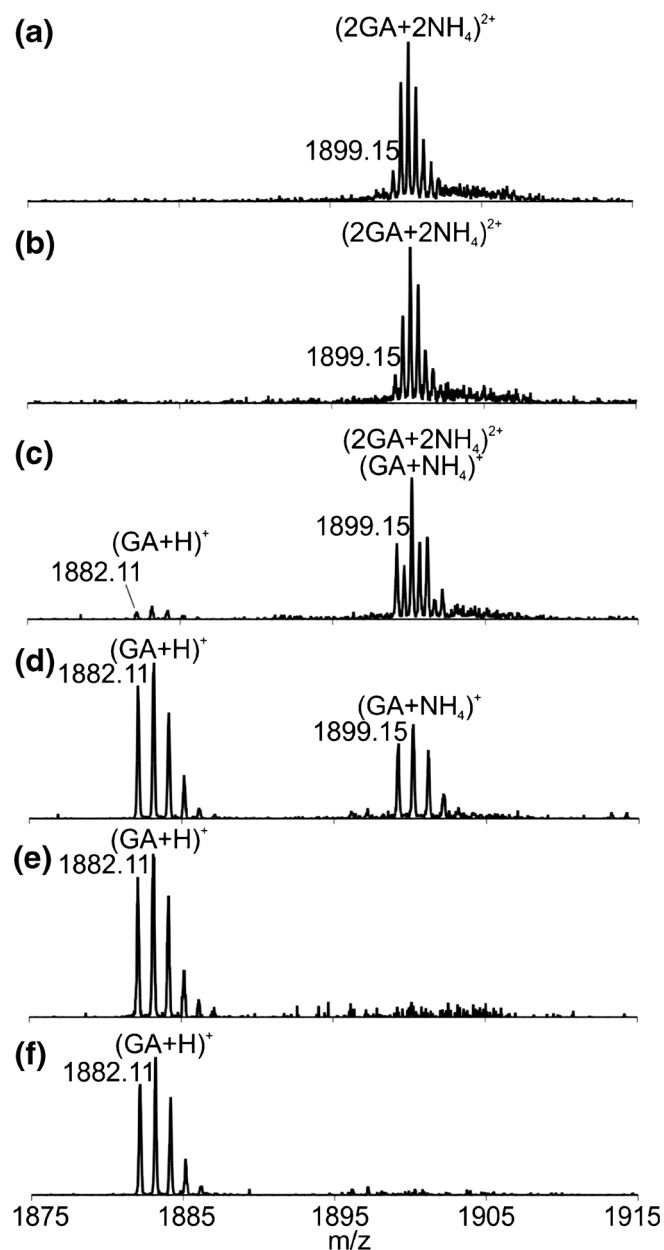 (a)
(2GA+2NH₄)²⁺
1899.15
(b)
(2GA+2NH₄)²⁺
1899.15
(c)
(2GA+2NH₄)²⁺
(GA+NH₄)⁺
1899.15
(GA+H)⁺
1882.11
(d)
(GA+H)⁺
1882.11
(GA+NH₄)⁺
1899.15
(e)
(GA+H)⁺
1882.11
(f)
(GA+H)⁺
1882.11
1875 1885 1895 1905 1915
m/z